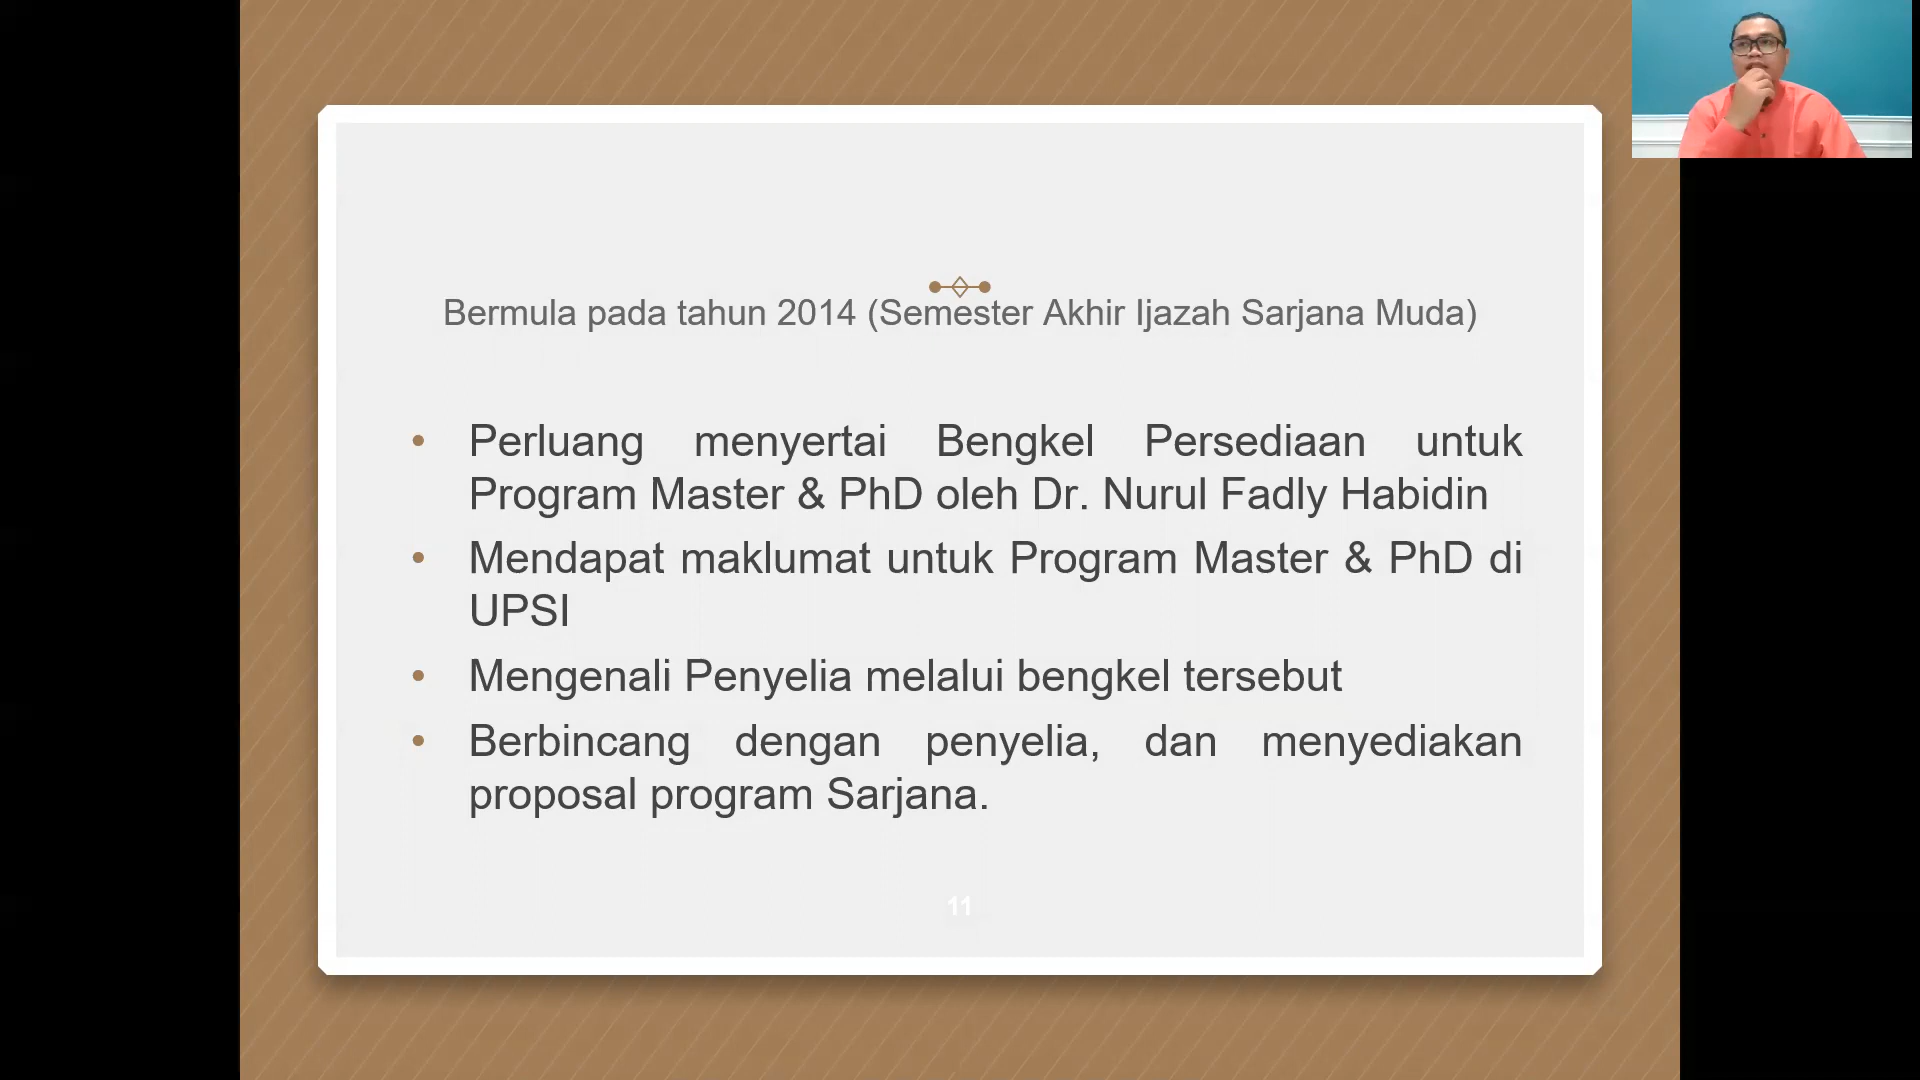 Bermula pada tahun 2014 (Semester Akhir Ijazah Sarjana Muda)
• Perluang menyertai Bengkel Persediaan untuk
Program Master & PhD oleh Dr. Nurul Fadly Habidin
• Mendapat maklumat untuk Program Master & PhD di
UPSI
• Mengenali Penyelia melalui bengkel tersebut
• Berbincang dengan penyelia, dan menyediakan
proposal program Sarjana.
11